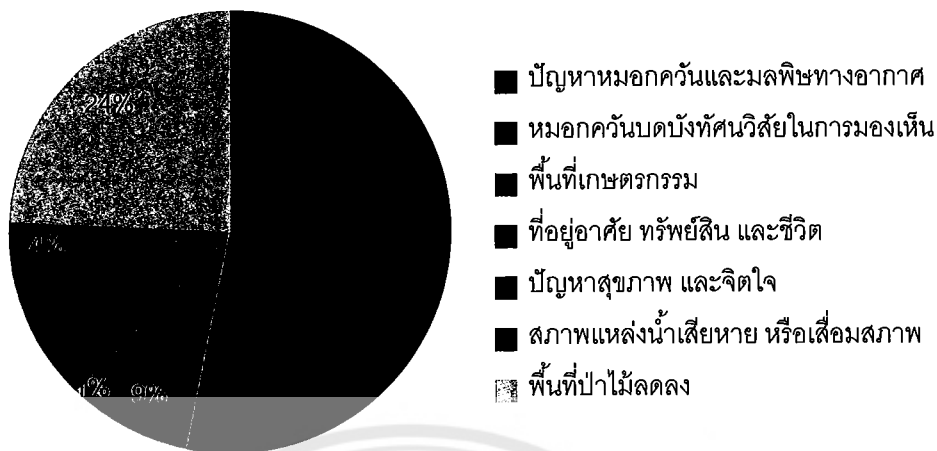 24%
9%
ปัญหาหมอกควันและมลพิษทางอากาศ
หมอกควันบดบังทัศนวิสัยในการมองเห็น
พื้นที่เกษตรกรรม
ที่อยู่อาศัย ทรัพย์สิน และชีวิต
ปัญหาสุขภาพ และจิตใจ
สภาพแหล่งน้ำเสียหาย หรือเสื่อมสภาพ
พื้นที่ป่าไม้ลดลง